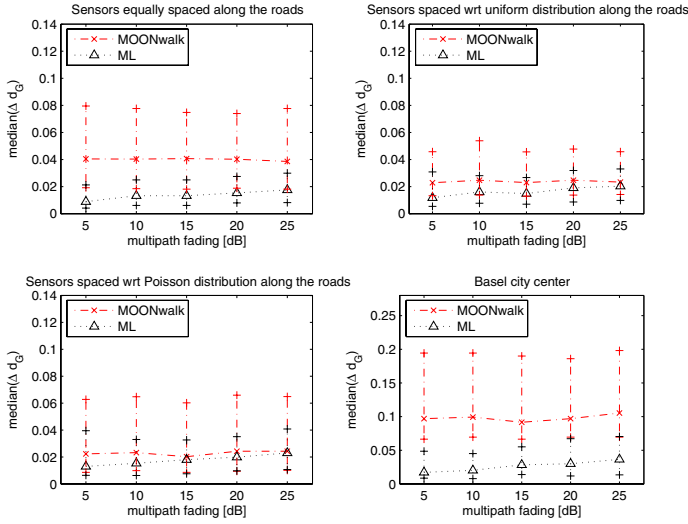 Sensors equally spaced along the roads
0.14
0.12
0.1
0.08
0.06
0.04
0.02
0
median(Δ d_G)
MOONwalk
ML
5 10 15 20 25
multipath fading [dB]
Sensors spaced wrt uniform distribution along the roads
0.14
0.12
0.1
0.08
0.06
0.04
0.02
0
median(Δ d_G)
MOONwalk
ML
5 10 15 20 25
multipath fading [dB]
Sensors spaced wrt Poisson distribution along the roads
0.14
0.12
0.1
0.08
0.06
0.04
0.02
0
median(Δ d_G)
MOONwalk
ML
5 10 15 20 25
multipath fading [dB]
Basel city center
0.25
0.2
0.15
0.1
0.05
0
median(Δ d_G)
MOONwalk
ML
5 10 15 20 25
multipath fading [dB]